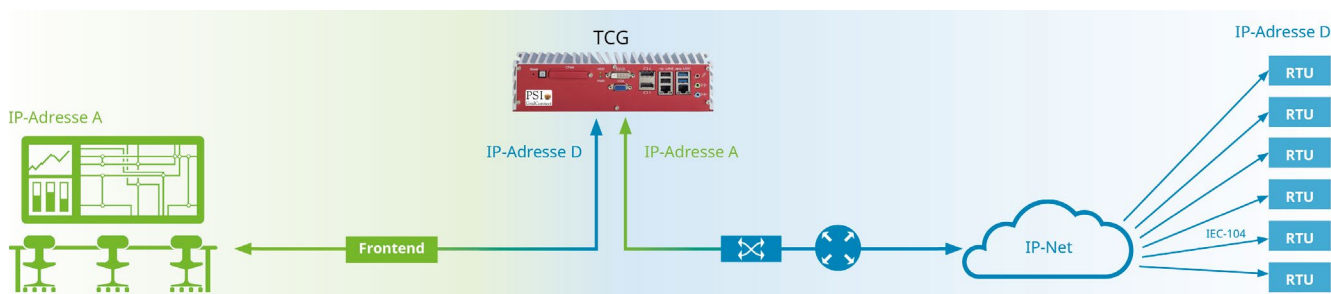 IP-Adresse D
TCG
RTU
PSI
GridConnect
RTU
IP-Adresse A
IP-Adresse D
IP-Adresse A
RTU
RTU
Frontend
IP-Net
IEC-104
RTU
RTU